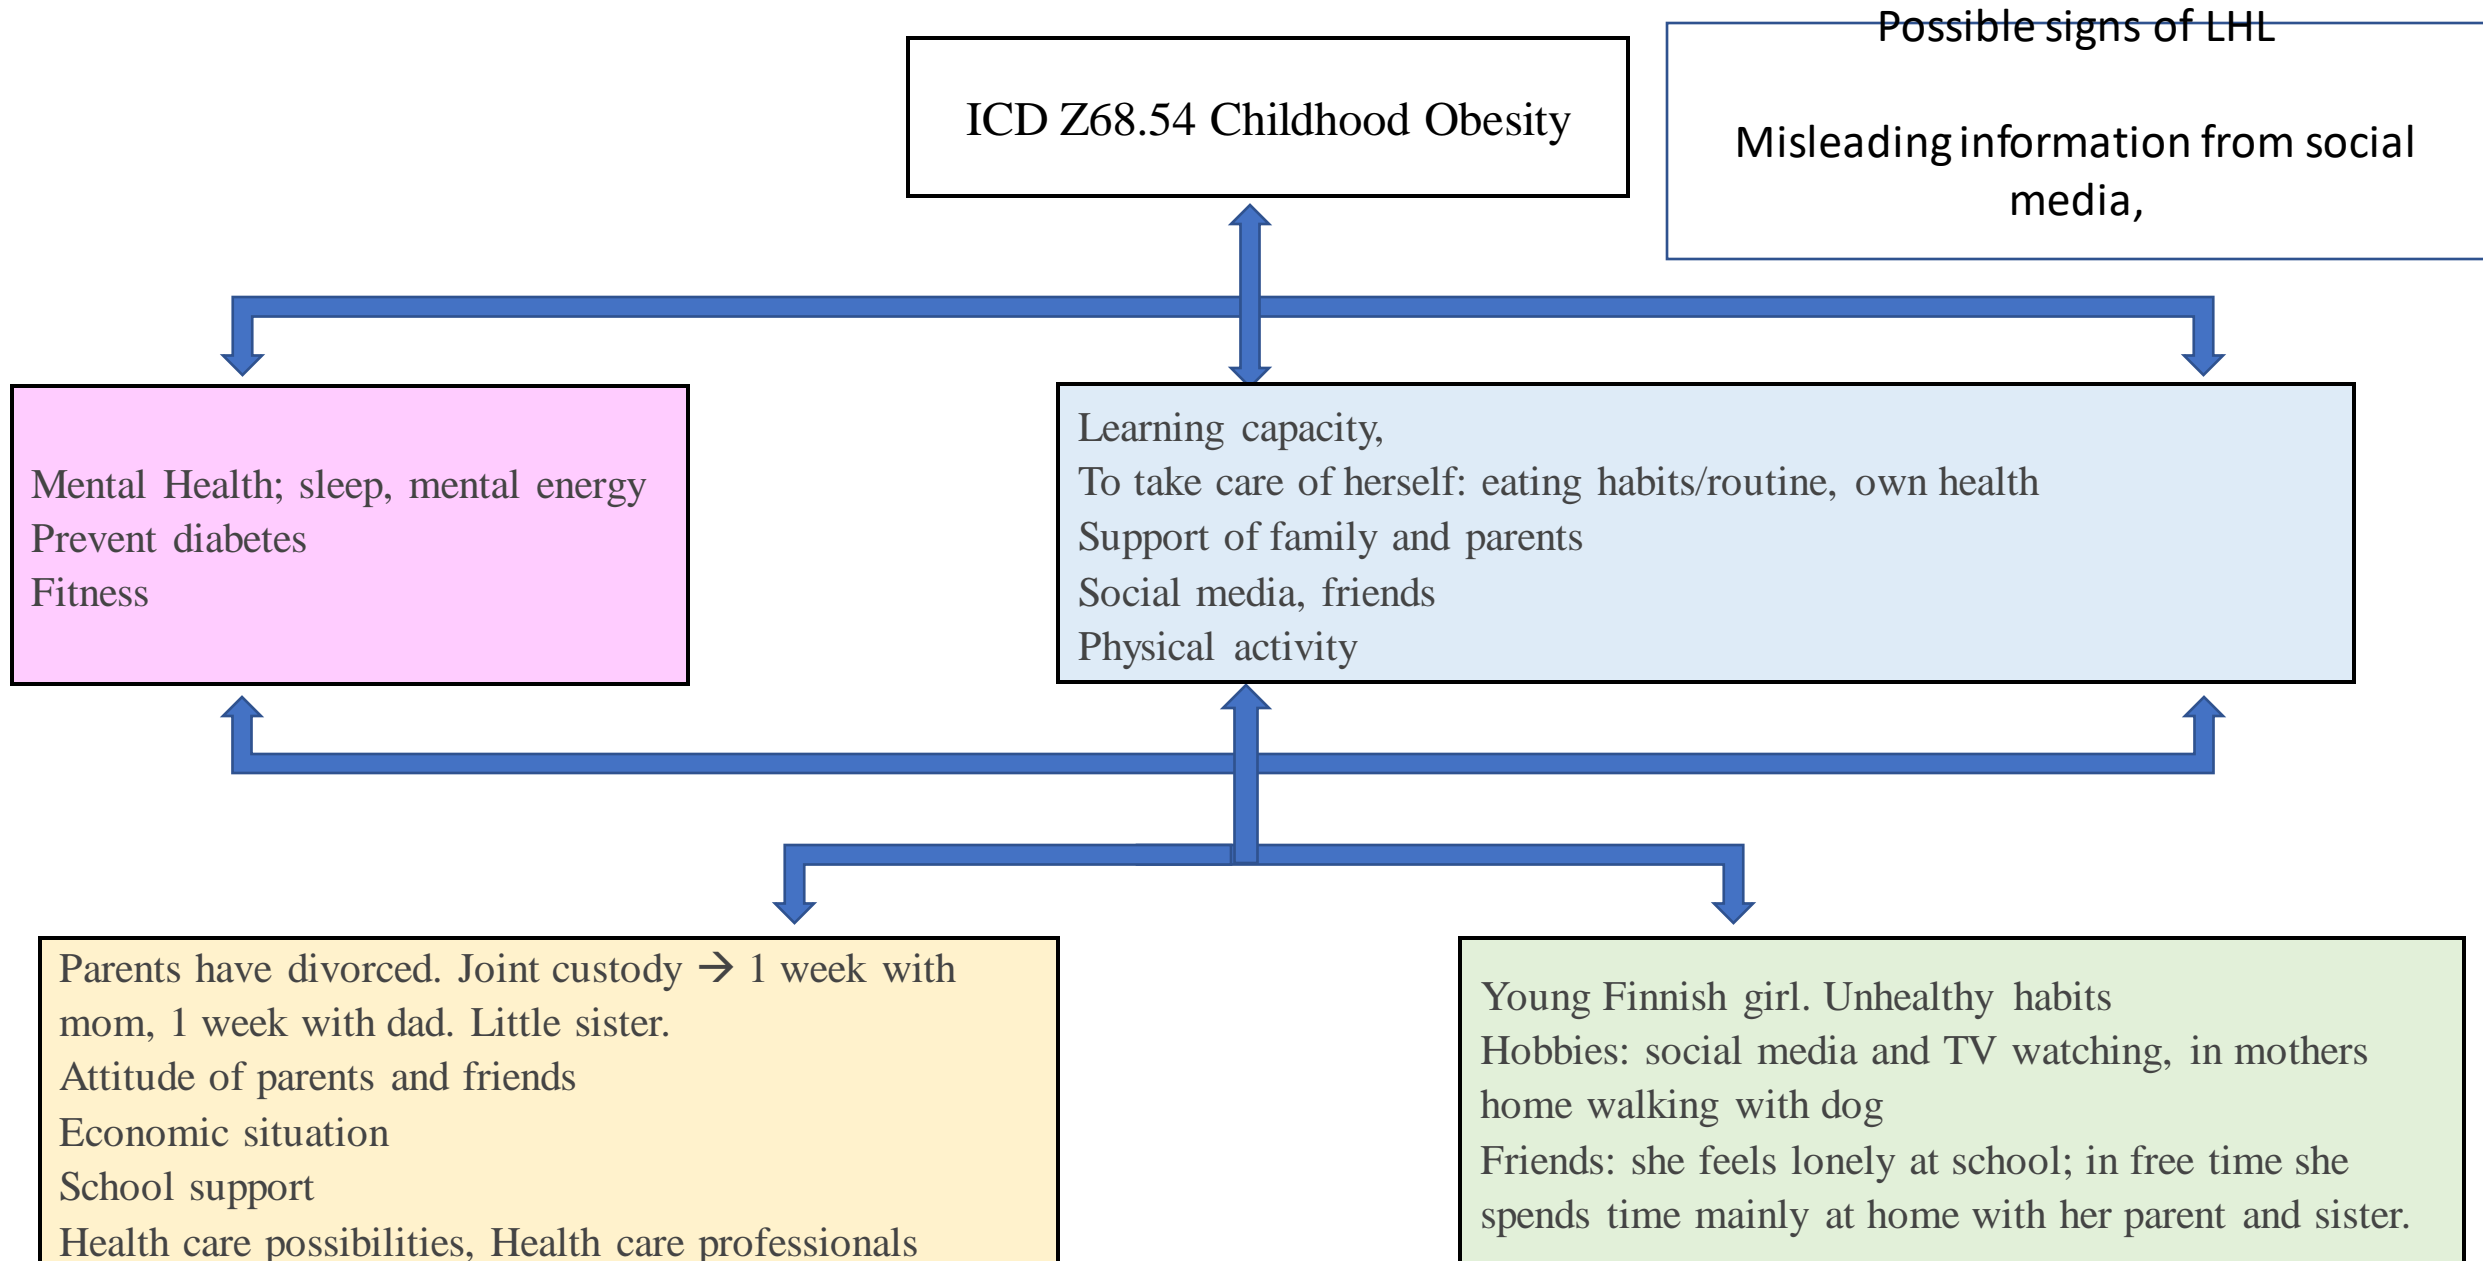 Possible signs of LHL
ICD Z68.54 Childhood Obesity
Misleading information from social
media,
Mental Health; sleep, mental energy
Prevent diabetes
Fitness
Learning capacity,
To take care of herself: eating habits/routine, own health
Support of family and parents
Social media, friends
Physical activity
Parents have divorced. Joint custody → 1 week with
mom, 1 week with dad. Little sister.
Attitude of parents and friends
Economic situation
School support
Health care possibilities, Health care professionals
Young Finnish girl. Unhealthy habits
Hobbies: social media and TV watching, in mothers
home walking with dog
Friends: she feels lonely at school; in free time she
spends time mainly at home with her parent and sister.